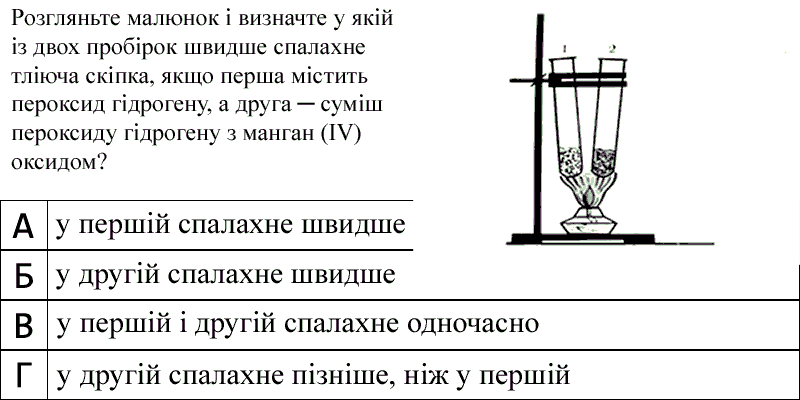 Розгляньте малюнок і визначте у якій
із двох пробірок швидше спалахне
тліюча скіпка, якщо перша містить
пероксид гідрогену, а друга ─ суміш
пероксиду гідрогену з манган (IV)
оксидом?
1 2
А у першій спалахне швидше
Б у другій спалахне швидше
В у першій і другій спалахне одночасно
Г у другій спалахне пізніше, ніж у першій